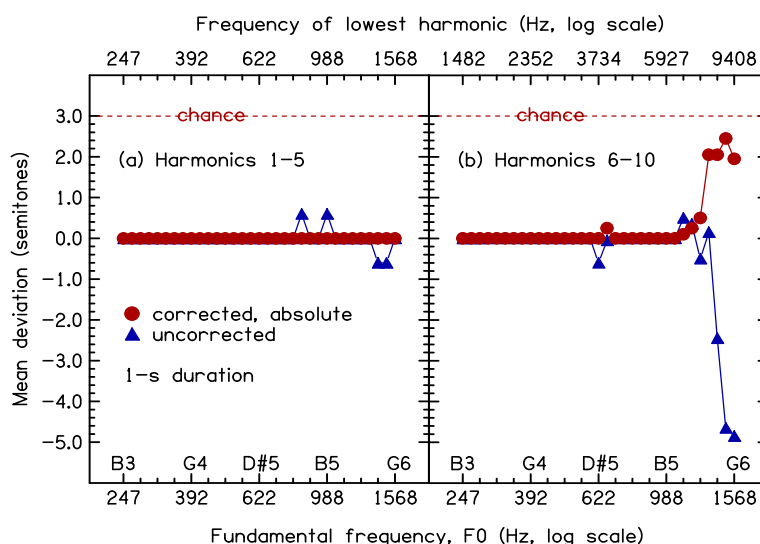 Frequency of lowest harmonic (Hz, log scale)
247 392 622 988 1568 1482 2352 3734 5927 9408
3.0 chance chance
2.0 (a) Harmonics 1-5 (b) Harmonics 6-10
1.0
0.0
-1.0
-2.0 corrected, absolute
uncorrected
-3.0
1-s duration
-4.0
-5.0
Mean deviation (semitones)
B3 G4 D#5 B5 G6 B3 G4 D#5 B5 G6
247 392 622 988 1568 247 392 622 988 1568
Fundamental frequency, F0 (Hz, log scale)